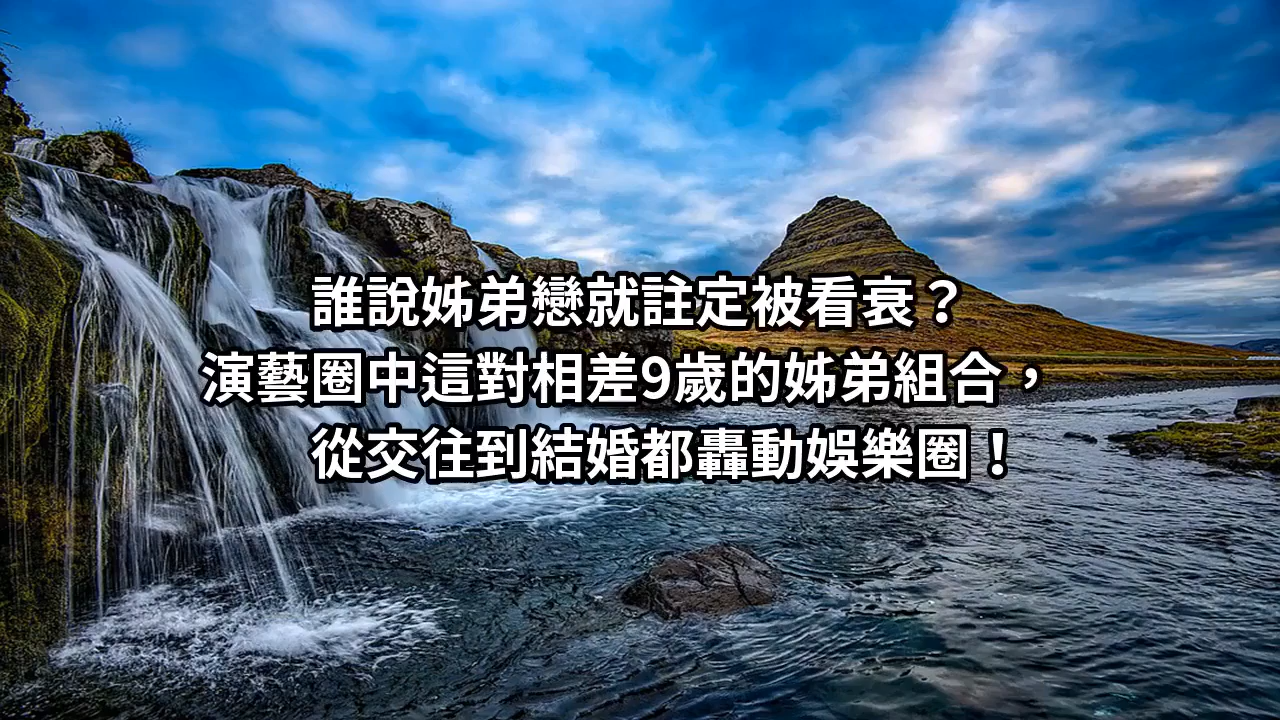 誰說姊弟戀就註定被看衰？
演藝圈中這對相差9歲的姊弟組合，
從交往到結婚都轟動娛樂圈！